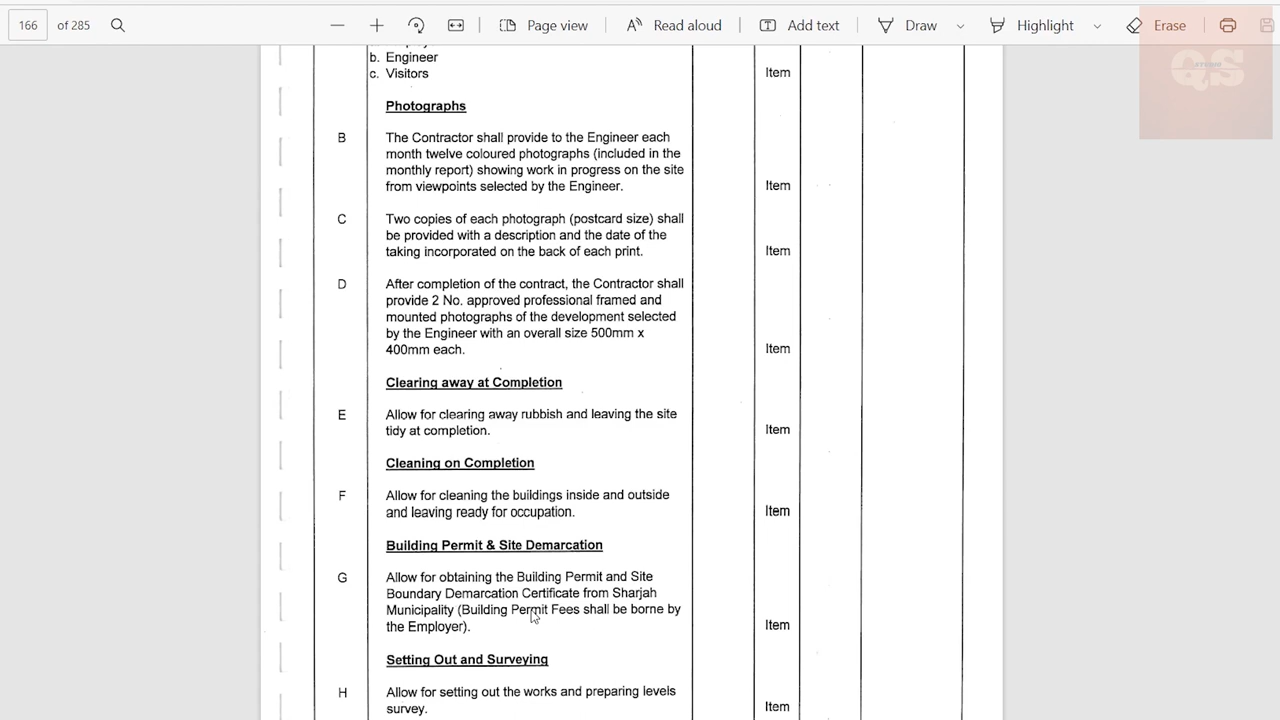 166 of 285 Page view Read aloud Add text Draw Highlight Erase
STUDIO
QS
b. Engineer
c. Visitors Item
Photographs
B The Contractor shall provide to the Engineer each
month twelve coloured photographs (included in the
monthly report) showing work in progress on the site
from viewpoints selected by the Engineer. Item
C Two copies of each photograph (postcard size) shall
be provided with a description and the date of the
taking incorporated on the back of each print. Item
D After completion of the contract, the Contractor shall
provide 2 No. approved professional framed and
mounted photographs of the development selected
by the Engineer with an overall size 500mm x
400mm each. Item
Clearing away at Completion
E Allow for clearing away rubbish and leaving the site
tidy at completion. Item
Cleaning on Completion
F Allow for cleaning the buildings inside and outside
and leaving ready for occupation. Item
Building Permit & Site Demarcation
G Allow for obtaining the Building Permit and Site
Boundary Demarcation Certificate from Sharjah
Municipality (Building Permit Fees shall be borne by
the Employer). Item
Setting Out and Surveying
H Allow for setting out the works and preparing levels
survey. Item